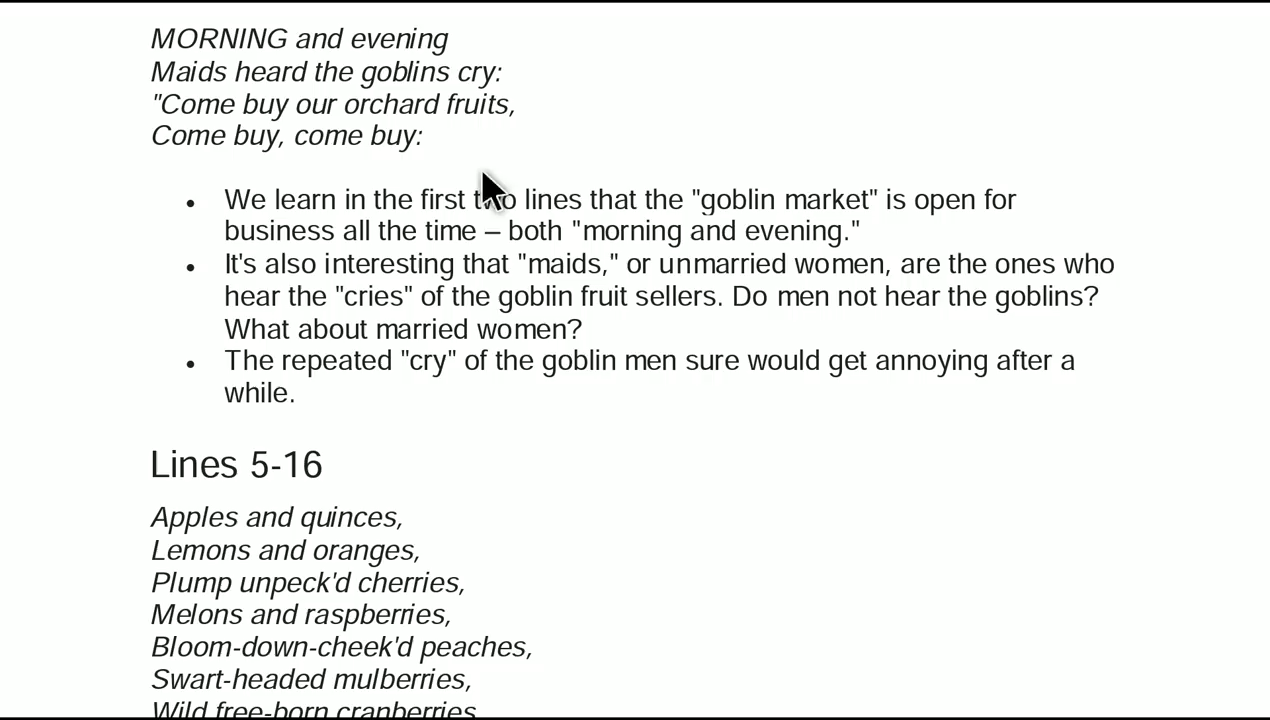 MORNING and evening
Maids heard the goblins cry:
"Come buy our orchard fruits,
Come buy, come buy:
• We learn in the first two lines that the "goblin market" is open for
business all the time – both "morning and evening."
• It's also interesting that "maids," or unmarried women, are the ones who
hear the "cries" of the goblin fruit sellers. Do men not hear the goblins?
What about married women?
• The repeated "cry" of the goblin men sure would get annoying after a
while.
Lines 5-16
Apples and quinces,
Lemons and oranges,
Plump unpeck'd cherries,
Melons and raspberries,
Bloom-down-cheek'd peaches,
Swart-headed mulberries,
Wild free-born cranberries